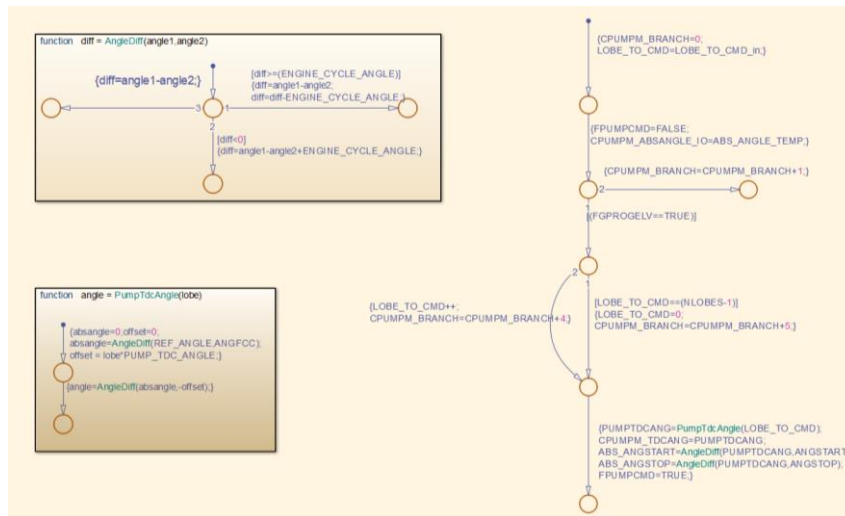 function diff = AngleDiff(angle1,angle2)
{diff=angle1-angle2;}
[diff>=(ENGINE_CYCLE_ANGLE)]
{diff=angle1-angle2;
diff=diff-ENGINE_CYCLE_ANGLE;}
3
1
2
[diff<0]
{diff=angle1-angle2+ENGINE_CYCLE_ANGLE;}
function angle = PumpTdcAngle(lobe)
{absangle=0;offset=0;
absangle=AngleDiff(REF_ANGLE,ANGFCC);
offset = lobe*PUMP_TDC_ANGLE;}
{angle=AngleDiff(absangle,-offset);}
{CPUMPM_BRANCH=0;
LOBE_TO_CMD=LOBE_TO_CMD_in;}
{FPUMPCMD=FALSE;
CPUMPM_ABSANGLE_IO=ABS_ANGLE_TEMP;}
{CPUMPM_BRANCH=CPUMPM_BRANCH+1;}
2
1
[(FGPROGELV==TRUE)]
2
1
{LOBE_TO_CMD++;
CPUMPM_BRANCH=CPUMPM_BRANCH+4;}
[LOBE_TO_CMD==(NLOBES-1)]
{LOBE_TO_CMD=0;
CPUMPM_BRANCH=CPUMPM_BRANCH+5;}
{PUMPTDCANG=PumpTdcAngle(LOBE_TO_CMD);
CPUMPM_TDCANG=PUMPTDCANG;
ABS_ANGSTART=AngleDiff(PUMPTDCANG,ANGSTART
ABS_ANGSTOP=AngleDiff(PUMPTDCANG,ANGSTOP);
FPUMPCMD=TRUE;}